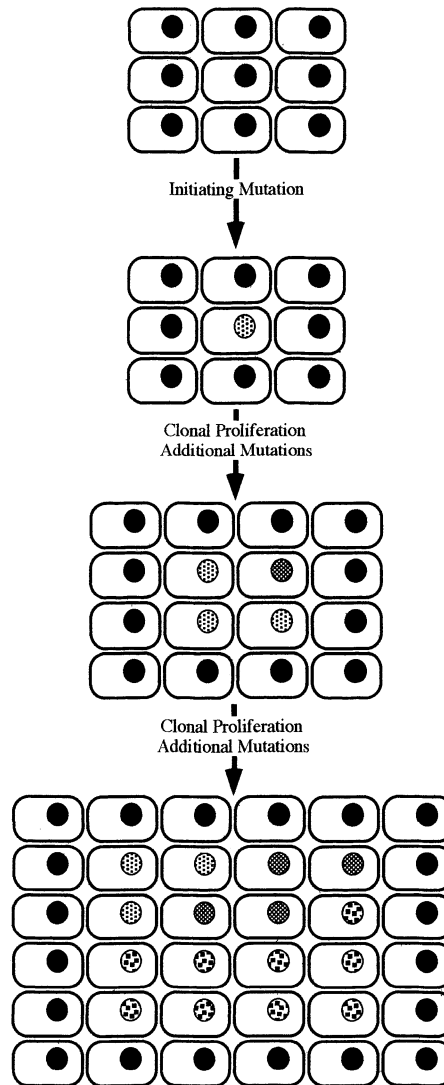 Initiating Mutation
Clonal Proliferation
Additional Mutations
Clonal Proliferation
Additional Mutations